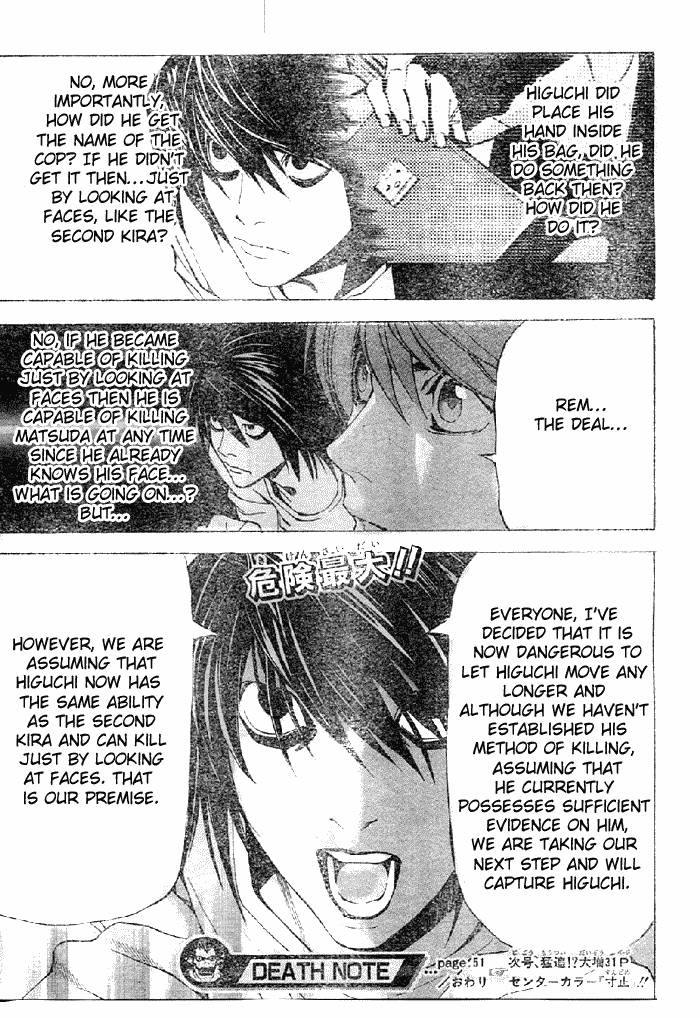 HIGUCHI DID
PLACE HIS
HAND INSIDE
HIS BAG, DID HE
DO SOMETHING
BACK THEN?
HOW DID HE
DO IT?
NO, MORE
IMPORTANTLY,
HOW DID HE GET
THE NAME OF THE
COP? IF HE DIDN'T
GET IT THEN...JUST
BY LOOKING AT
FACES, LIKE THE
SECOND KIRA?
REM...
THE DEAL...
NO, IF HE BECAME
CAPABLE OF KILLING
JUST BY LOOKING AT
FACES THEN HE IS
CAPABLE OF KILLING
MATSUDA AT ANY TIME
SINCE HE ALREADY
KNOWS HIS FACE...
WHAT IS GOING ON...?
BUT...
危険最大!!
EVERYONE, I'VE
DECIDED THAT IT IS
NOW DANGEROUS TO
LET HIGUCHI MOVE ANY
LONGER AND
ALTHOUGH WE HAVEN'T
ESTABLISHED HIS
METHOD OF KILLING,
ASSUMING THAT
HE CURRENTLY
POSSESSES SUFFICIENT
EVIDENCE ON HIM,
WE ARE TAKING OUR
NEXT STEP AND WILL
CAPTURE HIGUCHI.
HOWEVER, WE ARE
ASSUMING THAT
HIGUCHI NOW HAS
THE SAME ABILITY
AS THE SECOND
KIRA AND CAN KILL
JUST BY LOOKING
AT FACES. THAT
IS OUR PREMISE.
DEATH NOTE
...page.51
/おわり
次号、猛追!?大増31P
センターカラー「寸止」!!